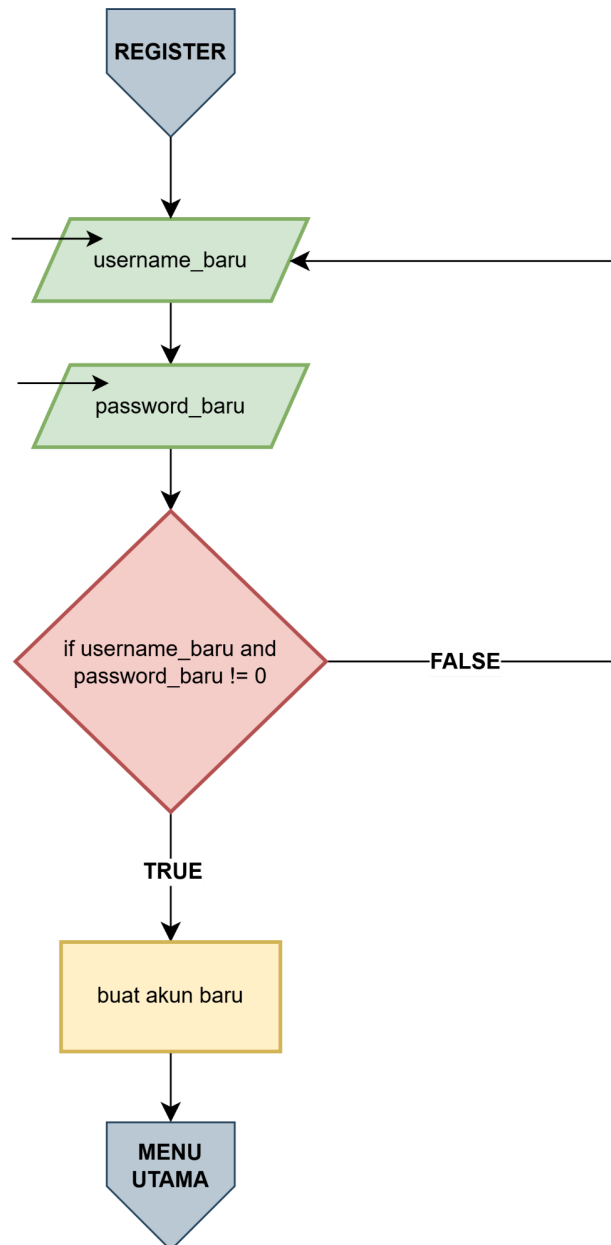 REGISTER
username_baru
password_baru
if username_baru and
password_baru != 0
FALSE
TRUE
buat akun baru
MENU
UTAMA